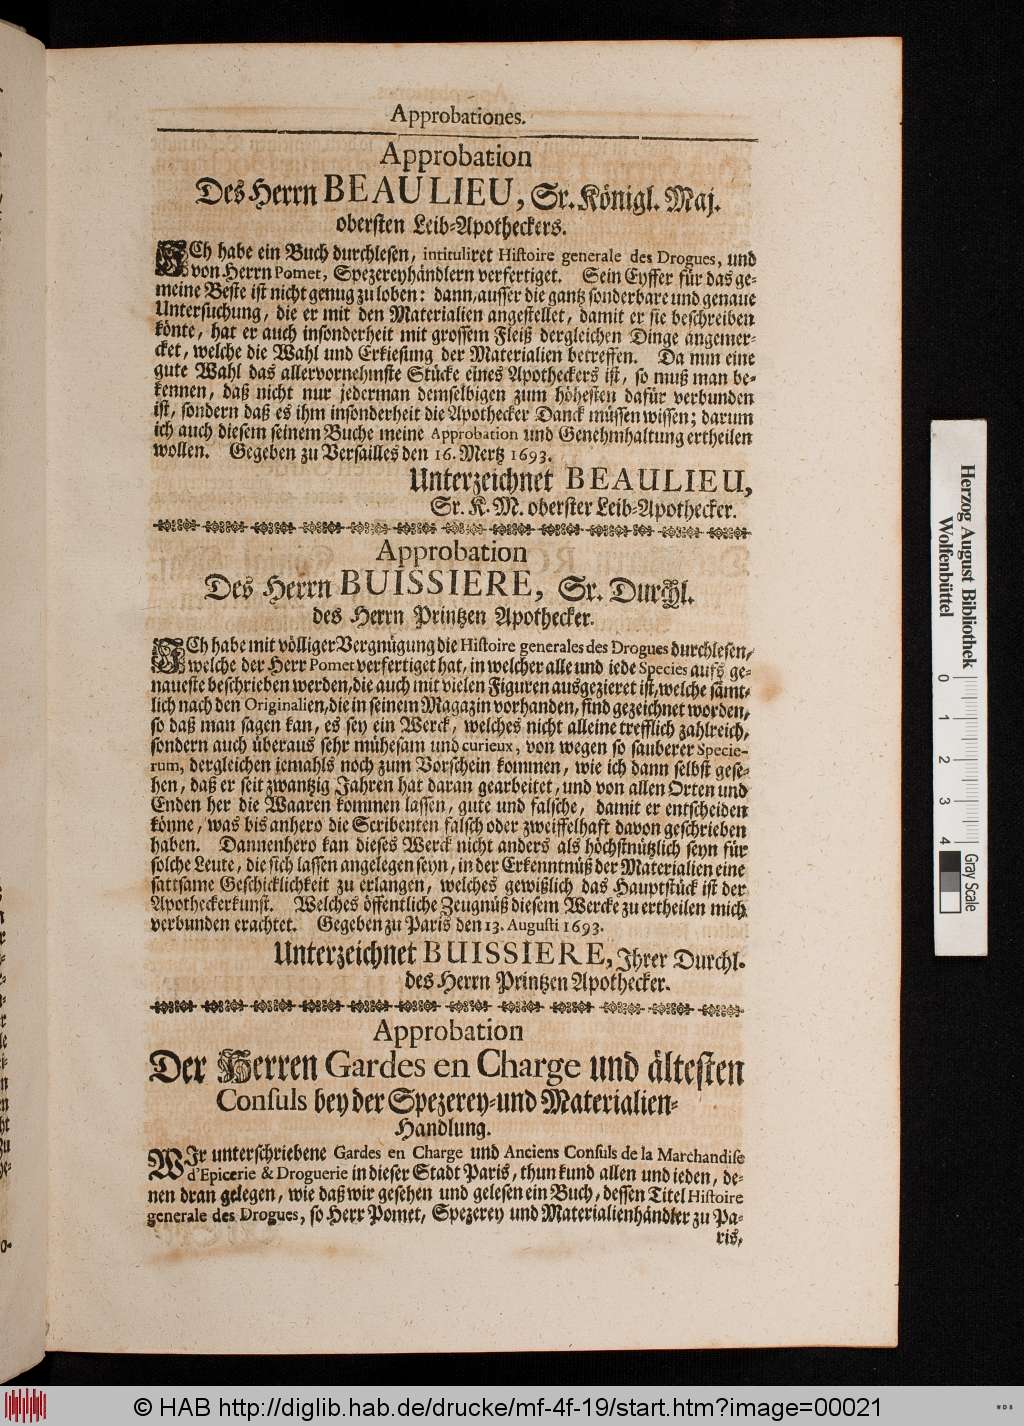 Approbationes.
Approbation
Des Herrn BEAULIEU, Sr. Königl. Maj.
obersten Leib-Apotheckers.
ICh habe ein Buch durchlesen, intituliret Histoire generale des Drogues, und
von Herrn Pomet, Spezereyhändlern verfertiget. Sein Eyffer für das ge-
meine Beste ist nicht genug zu loben: dann, ausser die gantz sonderbare und genaue
Untersuchung, die er mit den Materialien angestellet, damit er sie beschreiben
könte, hat er auch insonderheit mit grossem Fleiß dergleichen Dinge angemer-
cket, welche die Wahl und Erkiesung der Materialien betreffen. Da nun eine
gute Wahl das allervornehmste Stücke eines Apotheckers ist, so muß man be-
kennen, daß nicht nur jederman demselbigen zum höhesten dafür verbunden
ist, sondern daß es ihm insonderheit die Apothecker Danck müssen wissen; darum
ich auch diesem seinem Buche meine Approbation und Genehmhaltung ertheilen
wollen. Gegeben zu Versailles den 16. Mertz 1693.
Unterzeichnet BEAULIEU,
Sr. K. M. oberster Leib-Apothecker.
Approbation
Des Herrn BUISSIERE, Sr. Durchl.
des Herrn Printzen Apothecker.
ICh habe mit völliger Vergnügung die Histoire generales des Drogues durchlesen,
welche der Herr Pomet verfertiget hat, in welcher alle und iede Species aufs ge-
naueste beschrieben werden, die auch mit vielen Figuren ausgezieret ist, welche sämt-
lich nach den Originalien, die in seinem Magazin vorhanden, sind gezeichnet worden,
so daß man sagen kan, es sey ein Werck, welches nicht alleine trefflich zahlreich,
sondern auch überaus sehr mühesam und curieux, von wegen so sauberer Specie-
rum, dergleichen jemahls noch zum Vorschein kommen, wie ich dann selbst gese-
hen, daß er seit zwantzig Jahren hat daran gearbeitet, und von allen Orten und
Enden her die Waaren kommen lassen, gute und falsche, damit er entscheiden
könne, was bis anhero die Scribenten falsch oder zweiffelhaft davon geschrieben
haben. Dannenhero kan dieses Werck nicht anders als höchstnützlich seyn für
solche Leute, die sich lassen angelegen seyn, in der Erkenntnüß der Materialien eine
sattsame Geschicklichkeit zu erlangen, welches gewißlich das Hauptstück ist der
Apotheckerkunst. Welches öffentliche Zeugnüß diesem Wercke zu ertheilen mich
verbunden erachtet. Gegeben zu Paris den 13. Augusti 1693.
Unterzeichnet BUISSIERE, Ihrer Durchl.
des Herrn Printzen Apothecker.
Approbation
Der Herren Gardes en Charge und ältesten
Consuls bey der Spezerey-und Materialien-
Handlung.
WIr unterschriebene Gardes en Charge und Anciens Consuls de la Marchandise
d'Epicerie & Droguerie in dieser Stadt Paris, thun kund allen und ieden, de-
nen dran gelegen, wie daß wir gesehen und gelesen ein Buch, dessen Titel Histoire
generale des Drogues, so Herr Pomet, Spezerey und Materialienhändler zu Pa-
ris,
Herzog August Bibliothek
Wolfenbüttel
0 1 2 3 4
Gray Scale
© HAB http://diglib.hab.de/drucke/mf-4f-19/start.htm?image=00021